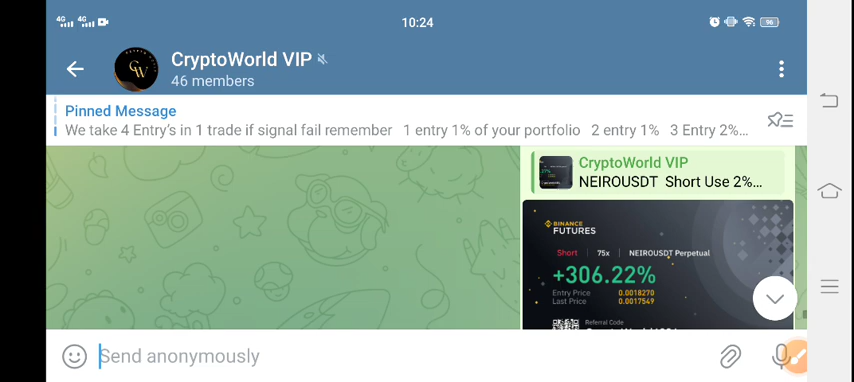 4G 4G 10:24 96
CryptoWorld VIP
46 members
Pinned Message
We take 4 Entry's in 1 trade if signal fail remember 1 entry 1% of your portfolio 2 entry 1% 3 Entry 2%...
CryptoWorld VIP
NEIROUSDT Short Use 2%...
BINANCE
FUTURES
Short 75x NEIROUSDT Perpetual
+306.22%
Entry Price 0.0018270
Last Price 0.0017549
Referral Code
Send anonymously